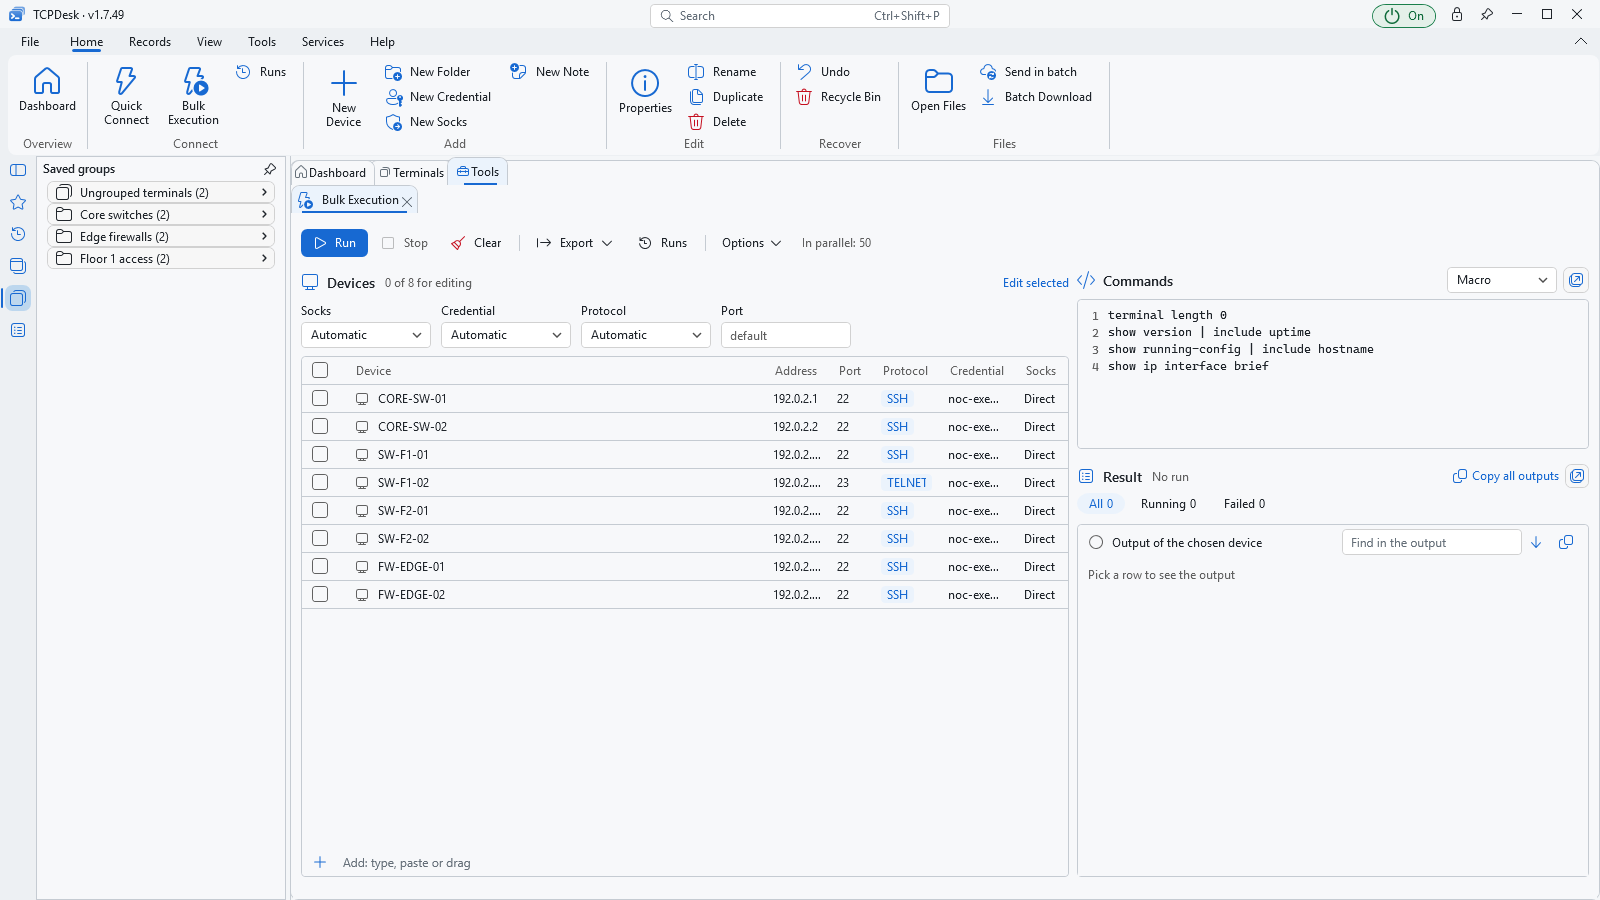 TCPDesk · v1.7.49
Search Ctrl+Shift+P
On
File Home Records View Tools Services Help
Dashboard
Overview
Quick Connect
Bulk Execution
Runs
Connect
New Device
New Folder
New Credential
New Socks
New Note
Add
Properties
Rename
Duplicate
Delete
Edit
Undo
Recycle Bin
Recover
Open Files
Send in batch
Batch Download
Files
Saved groups
Ungrouped terminals (2)
Core switches (2)
Edge firewalls (2)
Floor 1 access (2)
Dashboard Terminals Tools
Bulk Execution
Run Stop Clear Export Runs Options In parallel: 50
Devices 0 of 8 for editing Edit selected
Socks Credential Protocol Port
Automatic Automatic Automatic default
Device Address Port Protocol Credential Socks
CORE-SW-01 192.0.2.1 22 SSH noc-exe... Direct
CORE-SW-02 192.0.2.2 22 SSH noc-exe... Direct
SW-F1-01 192.0.2.... 22 SSH noc-exe... Direct
SW-F1-02 192.0.2.... 23 TELNET noc-exe... Direct
SW-F2-01 192.0.2.... 22 SSH noc-exe... Direct
SW-F2-02 192.0.2.... 22 SSH noc-exe... Direct
FW-EDGE-01 192.0.2.... 22 SSH noc-exe... Direct
FW-EDGE-02 192.0.2.... 22 SSH noc-exe... Direct
Add: type, paste or drag
Commands Macro
1 terminal length 0
2 show version | include uptime
3 show running-config | include hostname
4 show ip interface brief
Result No run Copy all outputs
All 0 Running 0 Failed 0
Output of the chosen device Find in the output
Pick a row to see the output